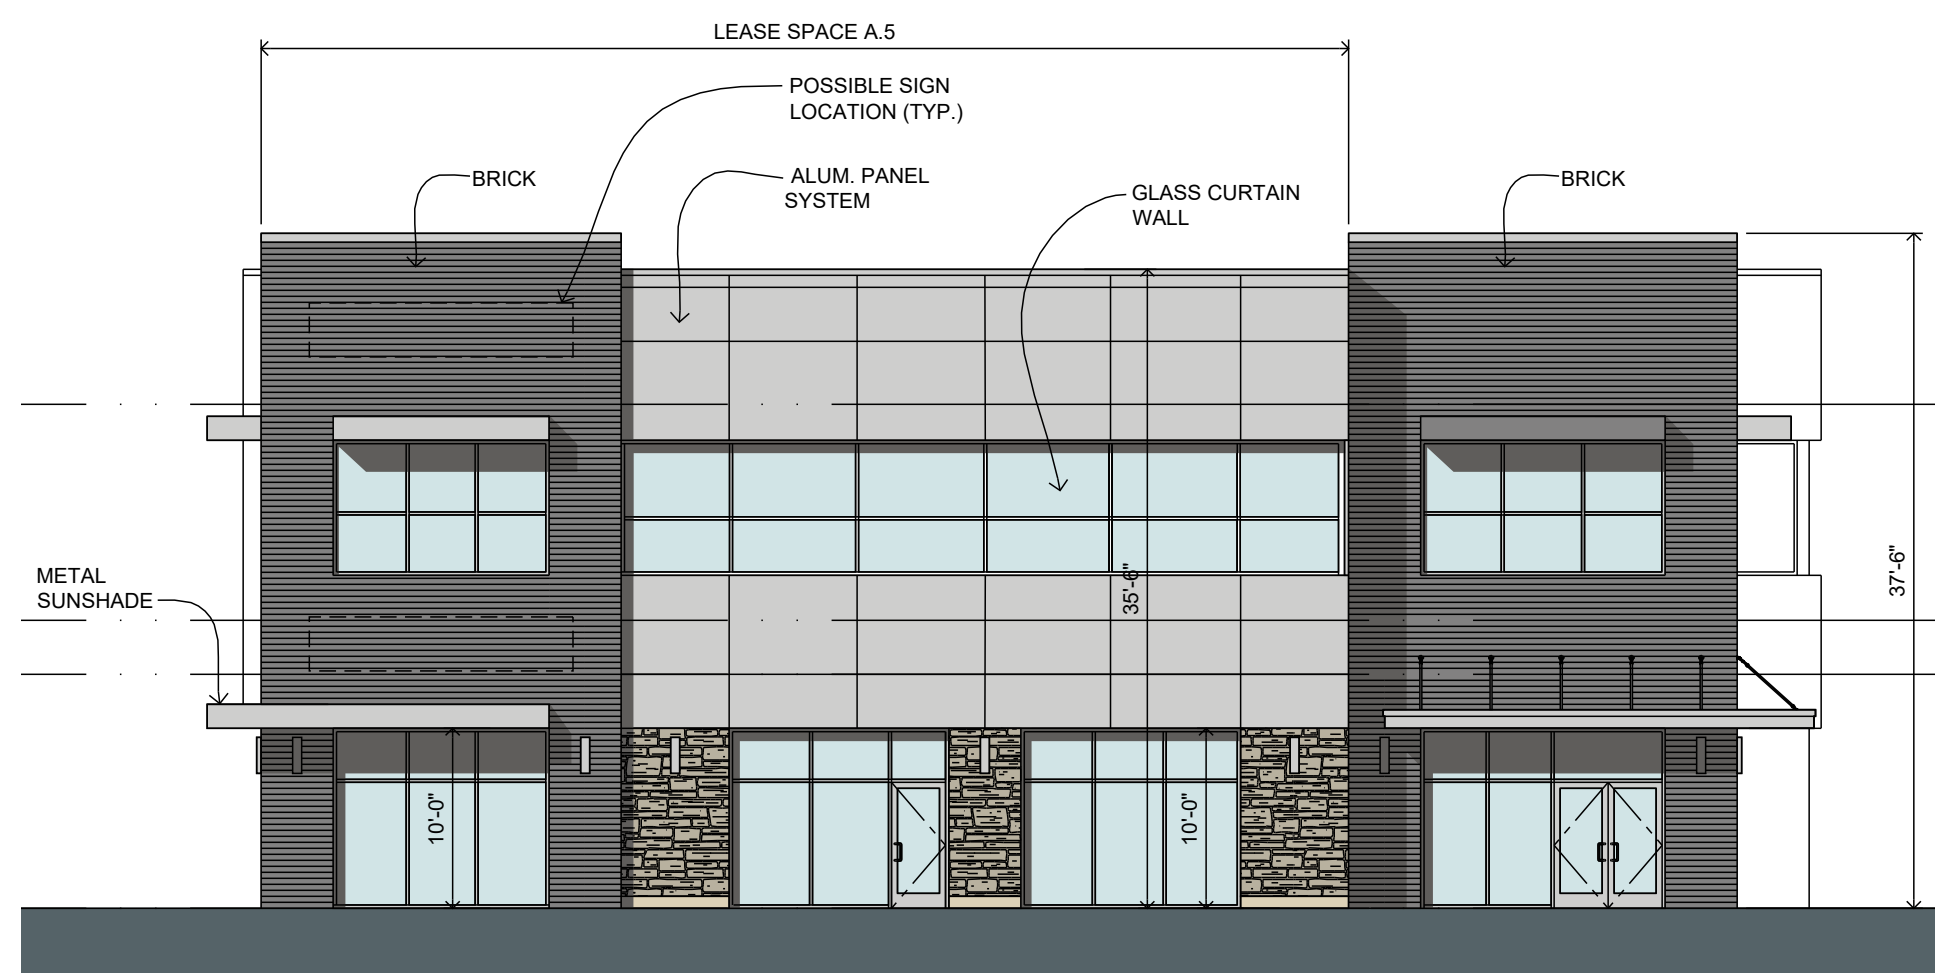 LEASE SPACE A.5
POSSIBLE SIGN
LOCATION (TYP.)
BRICK
ALUM. PANEL
SYSTEM
GLASS CURTAIN
WALL
BRICK
METAL
SUNSHADE
35'-6"
37'-6"
10'-0"
10'-0"